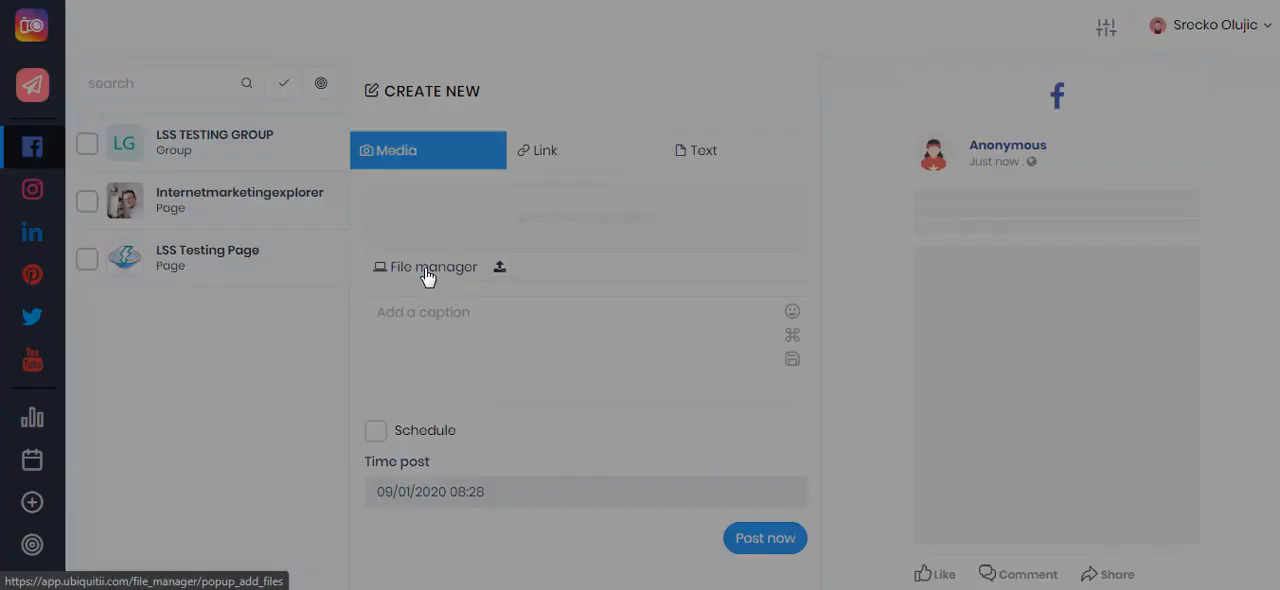 Srecko Olujic
search
CREATE NEW
LG
LSS TESTING GROUP
Group
Internetmarketingexplorer
Page
LSS Testing Page
Page
Media
Link
Text
File manager
Add a caption
Schedule
Time post
09/01/2020 08:28
Post now
Anonymous
Just now .
Like
Comment
Share
You
Tube
https://app.ubiquitii.com/file_manager/popup_add_files